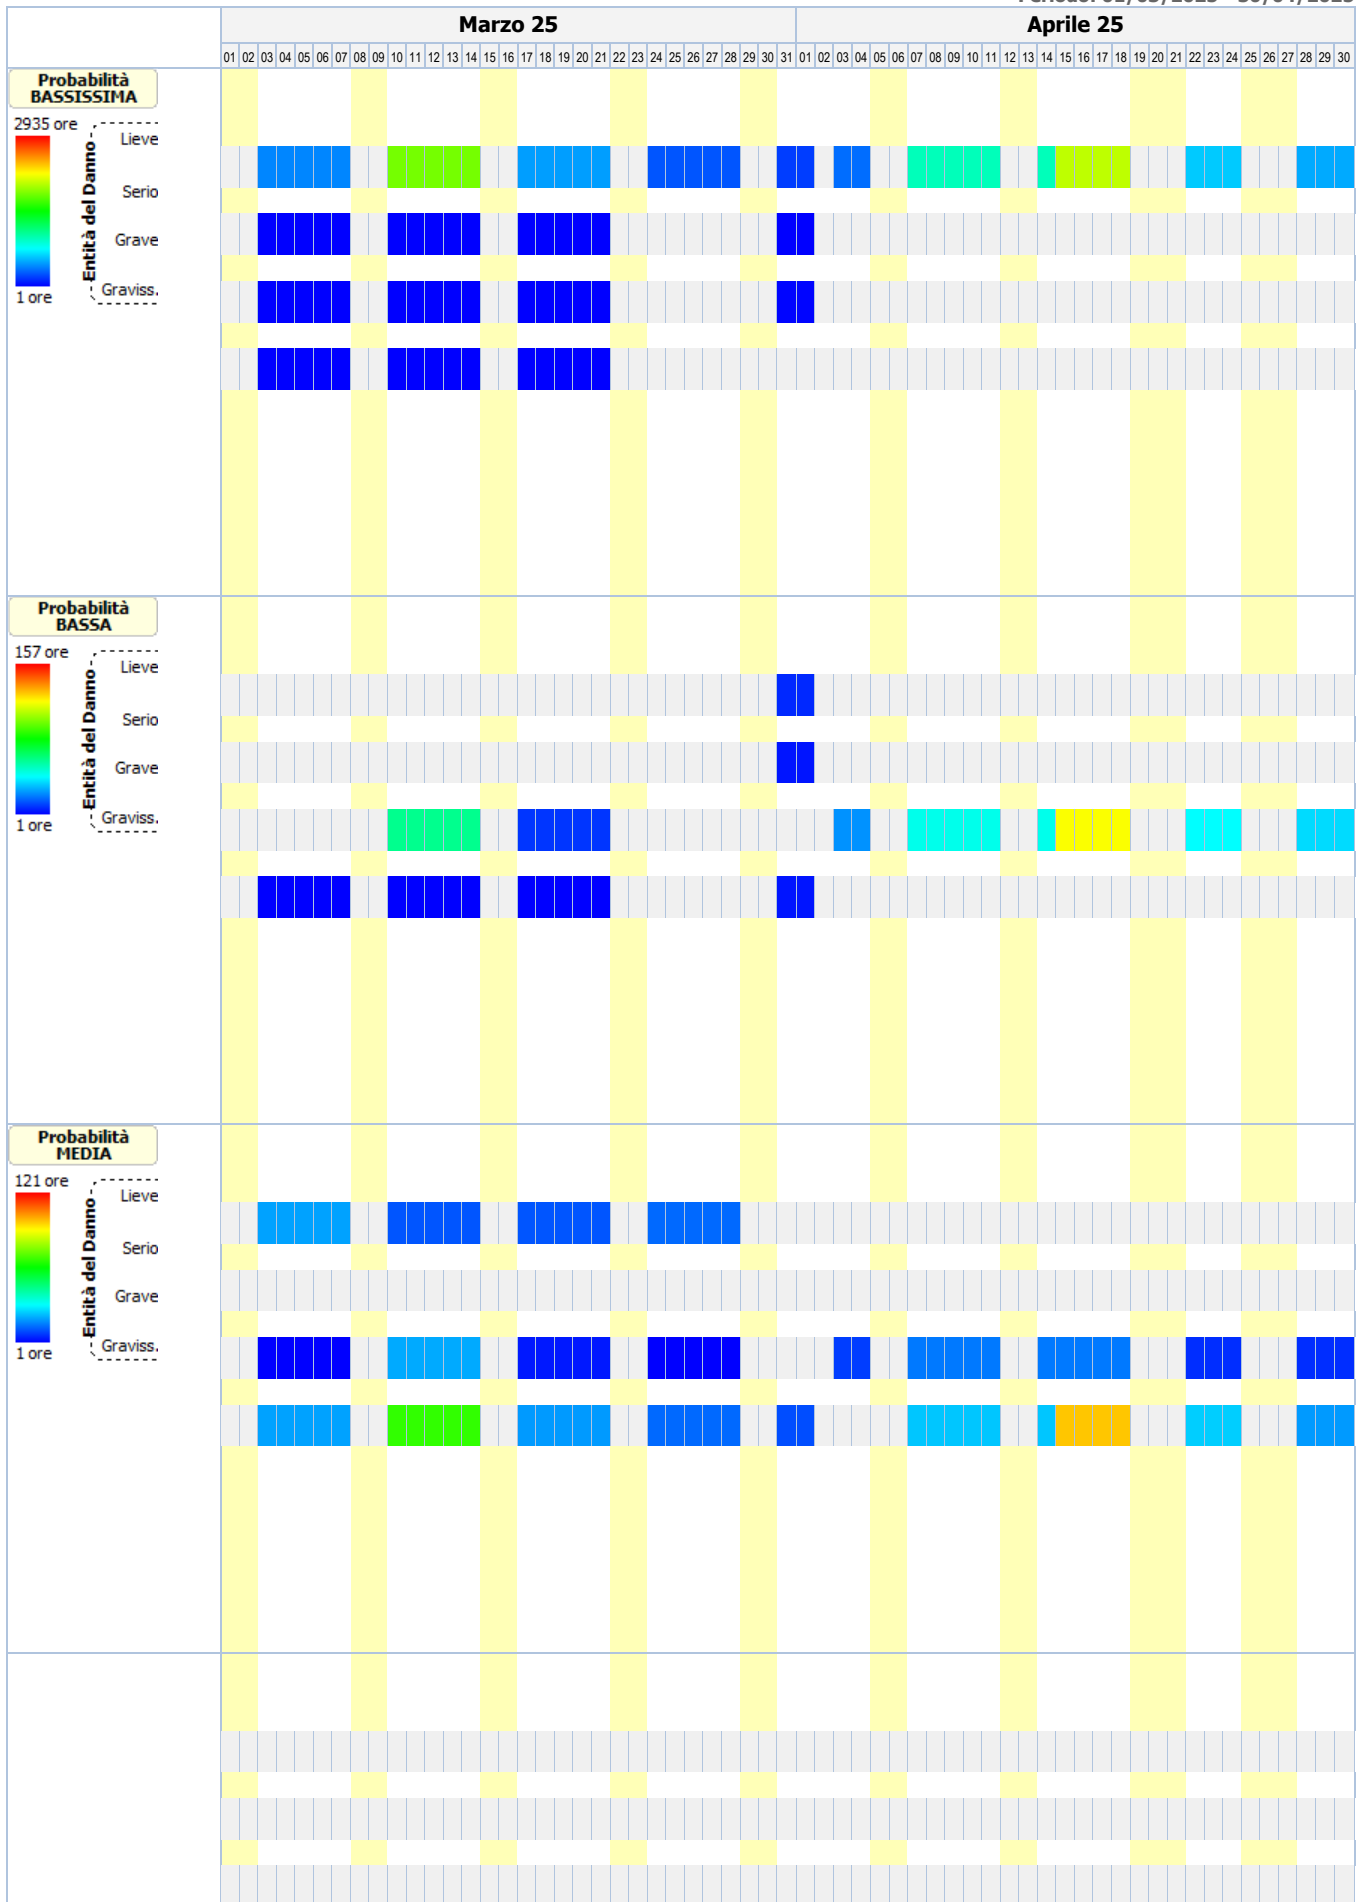 Marzo 25 Aprile 25
01 02 03 04 05 06 07 08 09 10 11 12 13 14 15 16 17 18 19 20 21 22 23 24 25 26 27 28 29 30 31 01 02 03 04 05 06 07 08 09 10 11 12 13 14 15 16 17 18 19 20 21 22 23 24 25 26 27 28 29 30
Probabilità
BASSISSIMA
2935 ore
Entità del Danno
Lieve
Serio
Grave
Graviss.
1 ore
Probabilità
BASSA
157 ore
Entità del Danno
Lieve
Serio
Grave
Graviss.
1 ore
Probabilità
MEDIA
121 ore
Entità del Danno
Lieve
Serio
Grave
Graviss.
1 ore